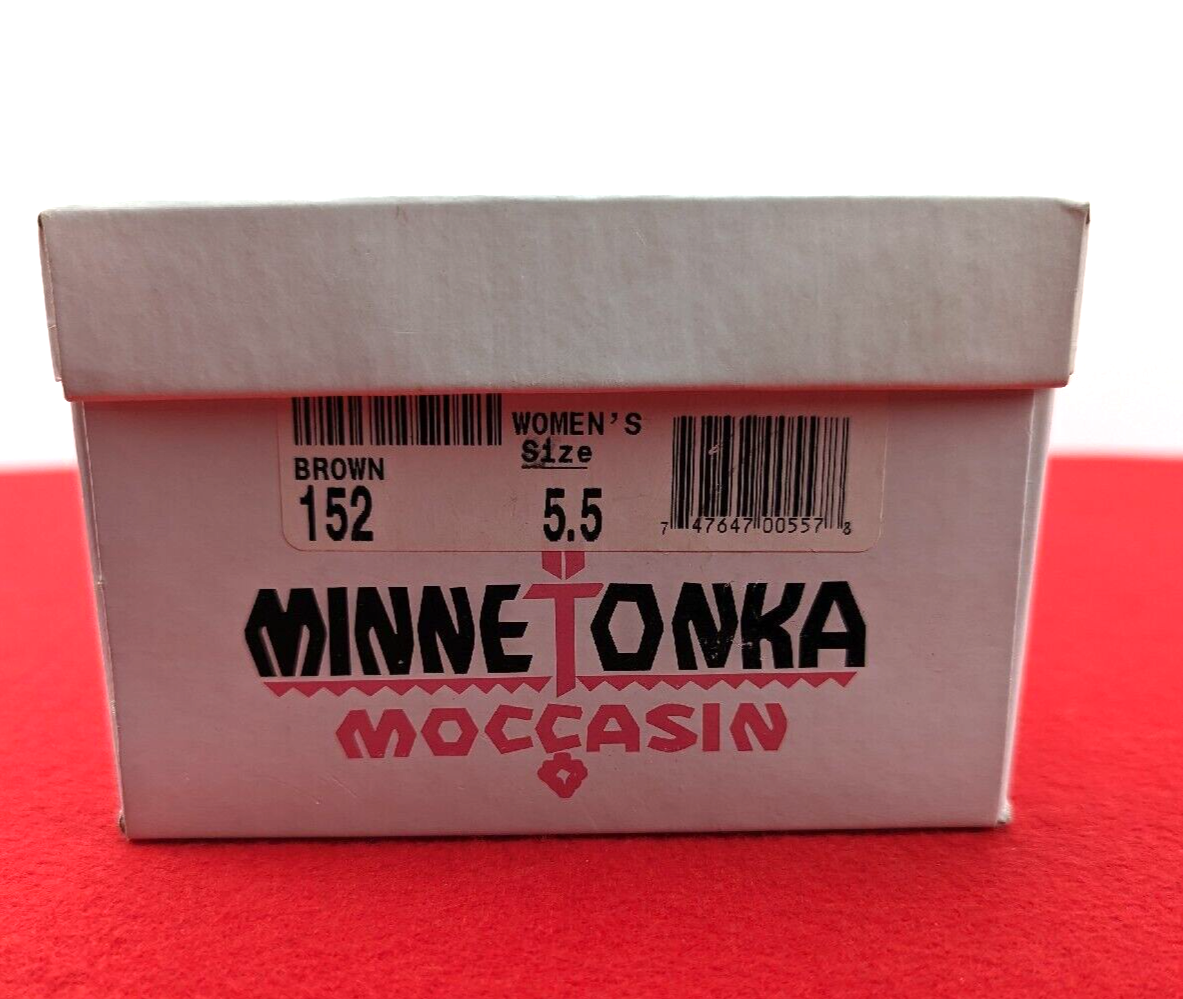 WOMEN'S
Size
BROWN
152 5.5 7 47647 00557 8
MINNETONKA
MOCCASIN